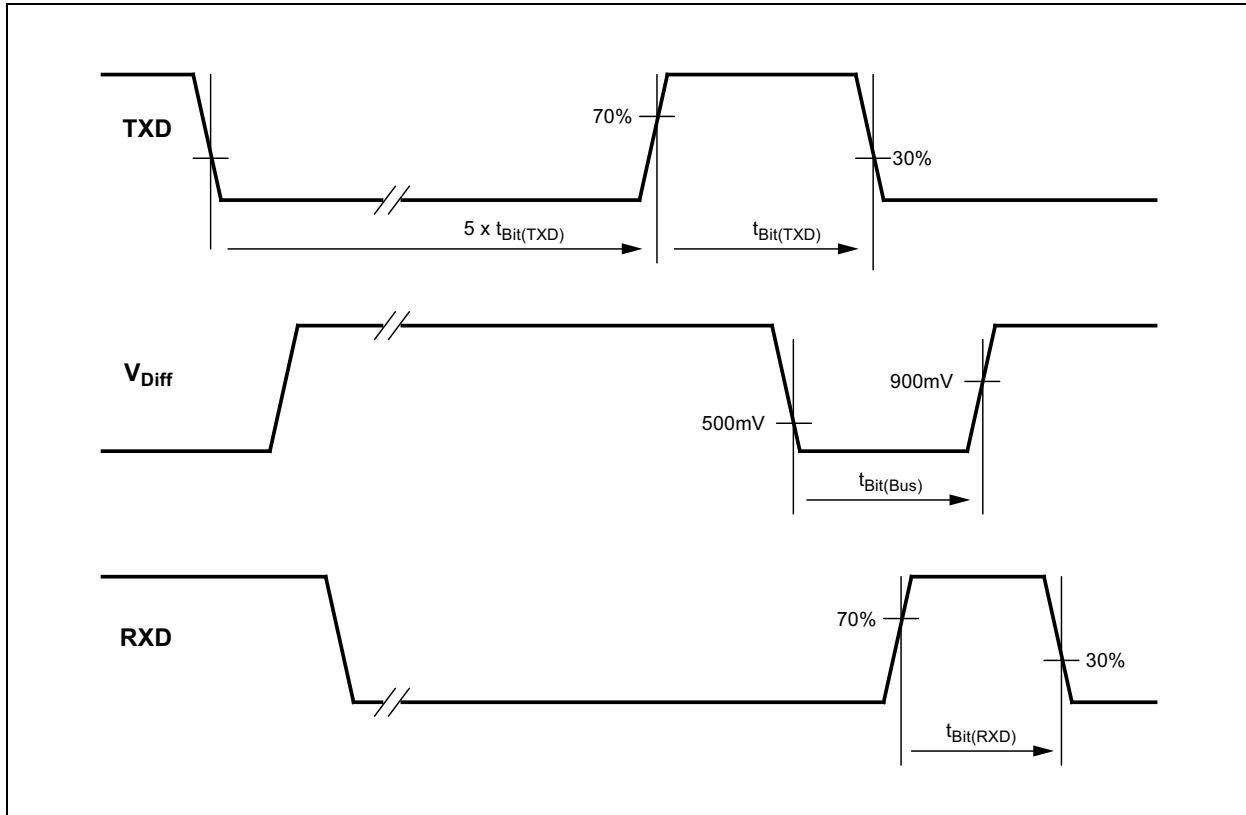 TXD
70%
30%
5 x tBit(TXD)
tBit(TXD)
VDiff
900mV
500mV
tBit(Bus)
RXD
70%
30%
tBit(RXD)